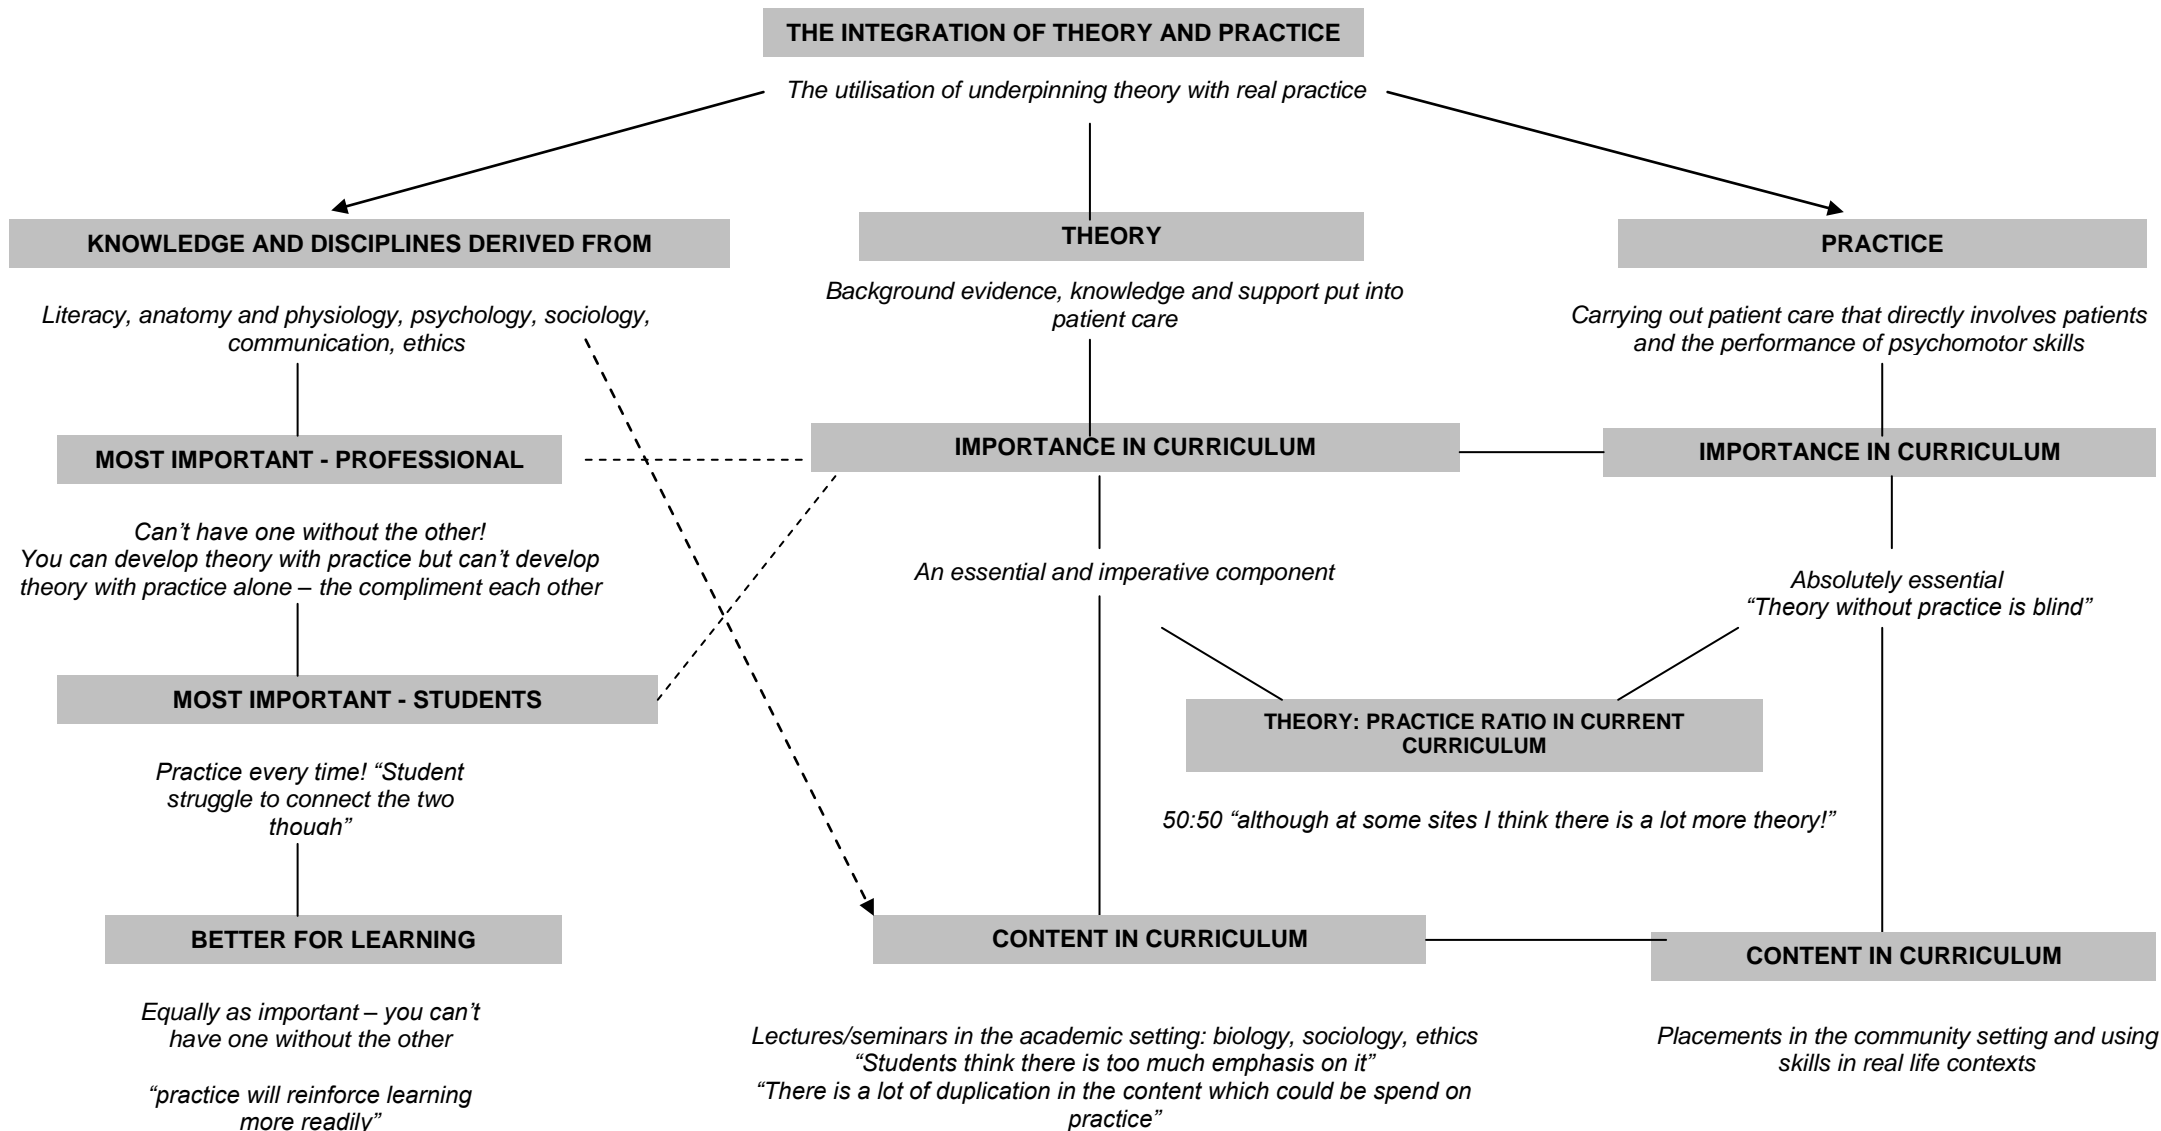 THE INTEGRATION OF THEORY AND PRACTICE
The utilisation of underpinning theory with real practice
KNOWLEDGE AND DISCIPLINES DERIVED FROM
Literacy, anatomy and physiology, psychology, sociology,
communication, ethics
MOST IMPORTANT - PROFESSIONAL
Can’t have one without the other!
You can develop theory with practice but can’t develop
theory with practice alone – the compliment each other
MOST IMPORTANT - STUDENTS
Practice every time! “Student
struggle to connect the two
though”
BETTER FOR LEARNING
Equally as important – you can’t
have one without the other
“practice will reinforce learning
more readily”
THEORY
Background evidence, knowledge and support put into
patient care
IMPORTANCE IN CURRICULUM
An essential and imperative component
THEORY: PRACTICE RATIO IN CURRENT
CURRICULUM
50:50 “although at some sites I think there is a lot more theory!”
CONTENT IN CURRICULUM
Lectures/seminars in the academic setting: biology, sociology, ethics
“Students think there is too much emphasis on it”
“There is a lot of duplication in the content which could be spend on
practice”
PRACTICE
Carrying out patient care that directly involves patients
and the performance of psychomotor skills
IMPORTANCE IN CURRICULUM
Absolutely essential
“Theory without practice is blind”
CONTENT IN CURRICULUM
Placements in the community setting and using
skills in real life contexts